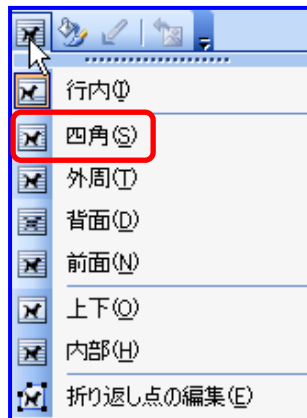 行内(I)
四角(S)
外周(T)
背面(D)
前面(N)
上下(O)
内部(H)
折り返し点の編集(E)